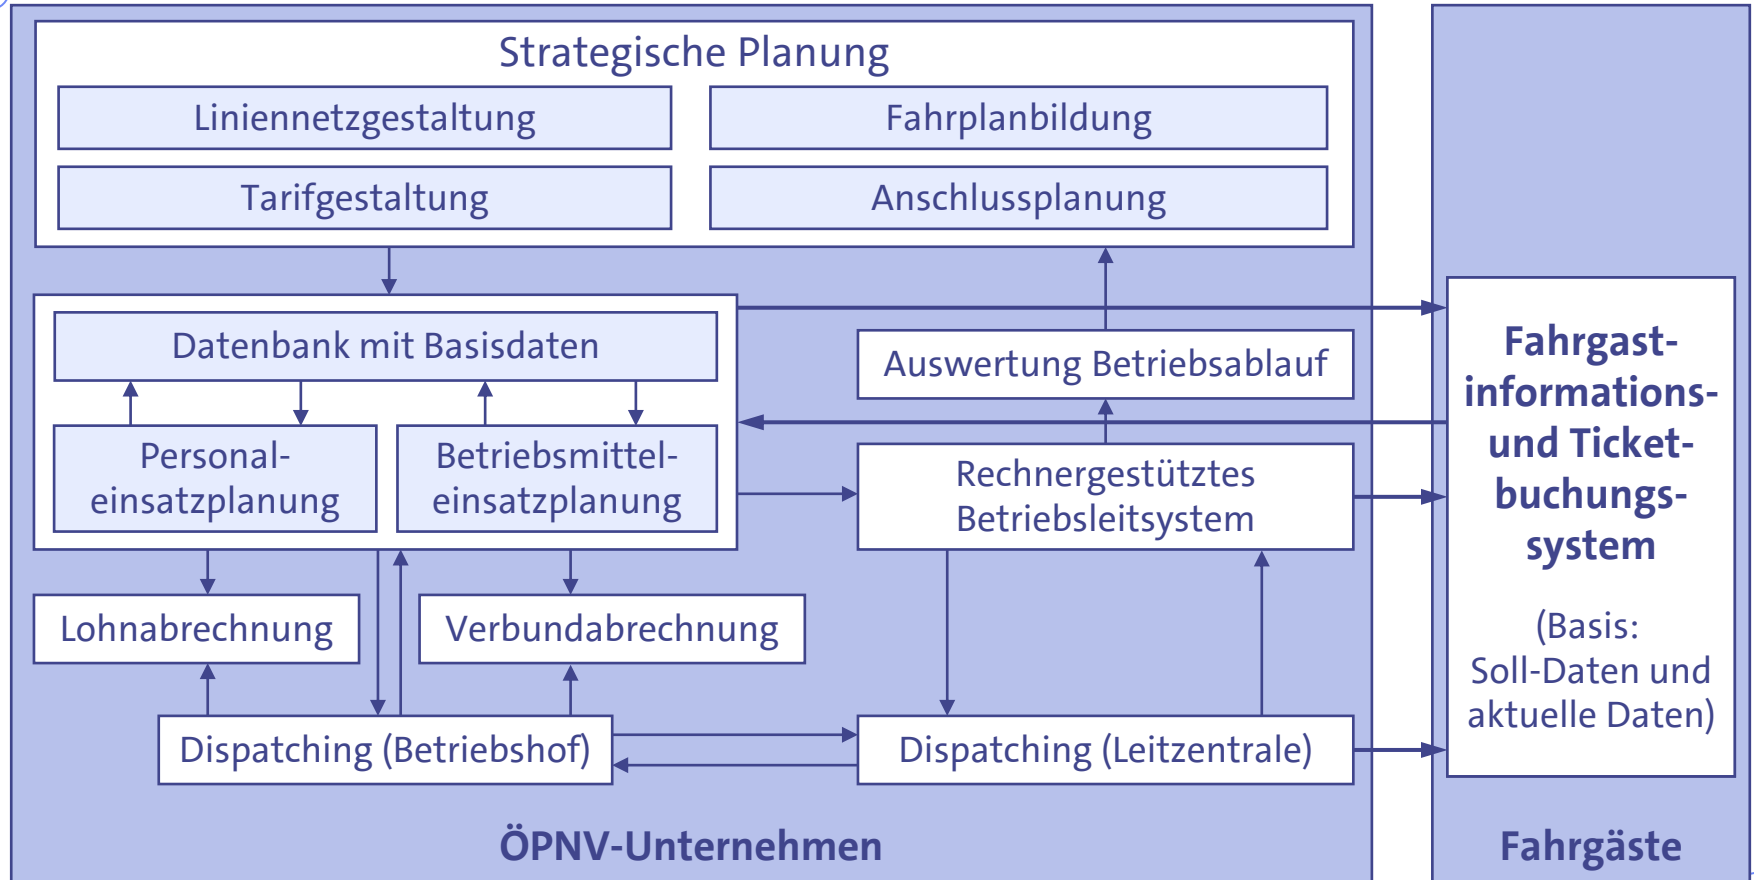 Strategische Planung
Liniennetzgestaltung
Fahrplanbildung
Tarifgestaltung
Anschlussplanung
Datenbank mit Basisdaten
Personal-
einsatzplanung
Betriebsmittel-
einsatzplanung
Auswertung Betriebsablauf
Rechnergestütztes
Betriebsleitsystem
Lohnabrechnung
Verbundabrechnung
Dispatching (Betriebshof)
Dispatching (Leitzentrale)
ÖPNV-Unternehmen
Fahrgast-
informations-
und Ticket-
buchungs-
system
(Basis:
Soll-Daten und
aktuelle Daten)
Fahrgäste